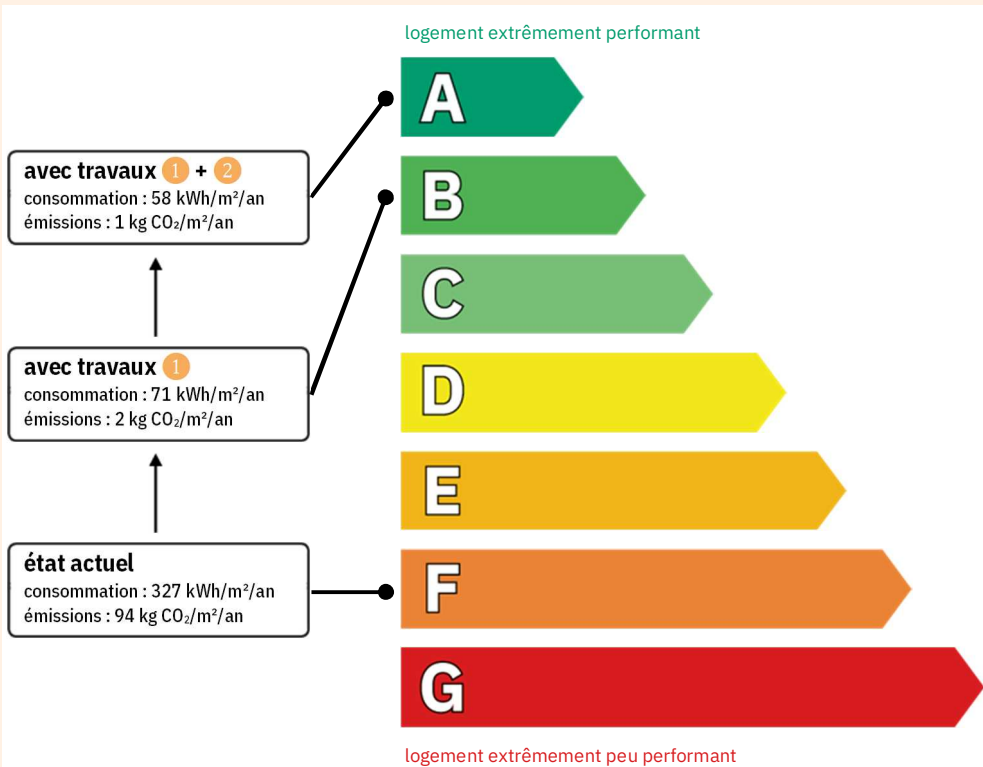 logement extrêmement performant
A
avec travaux 1 + 2
consommation : 58 kWh/m²/an
émissions : 1 kg CO₂/m²/an
B
C
avec travaux 1
consommation : 71 kWh/m²/an
émissions : 2 kg CO₂/m²/an
D
E
état actuel
consommation : 327 kWh/m²/an
émissions : 94 kg CO₂/m²/an
F
G
logement extrêmement peu performant